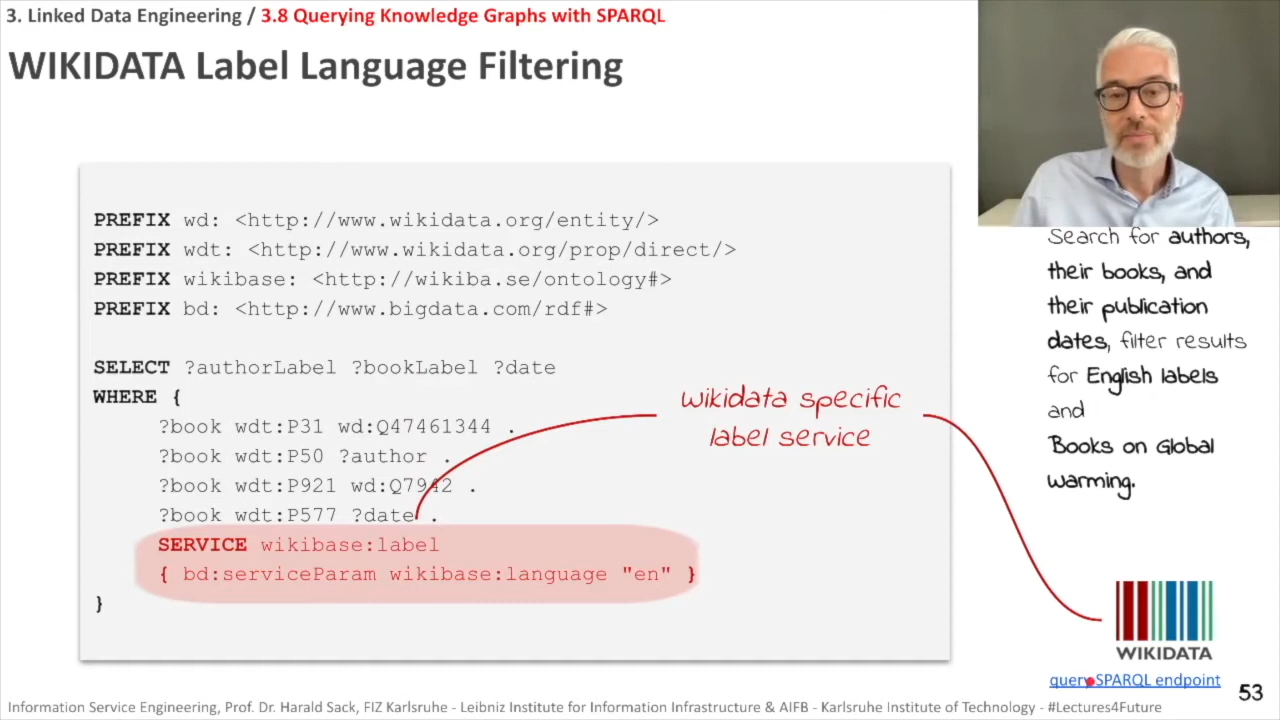 3. Linked Data Engineering / 3.8 Querying Knowledge Graphs with SPARQL
WIKIDATA Label Language Filtering
PREFIX wd: <http://www.wikidata.org/entity/>
PREFIX wdt: <http://www.wikidata.org/prop/direct/>
PREFIX wikibase: <http://wikiba.se/ontology#>
PREFIX bd: <http://www.bigdata.com/rdf#>
SELECT ?authorLabel ?bookLabel ?date
WHERE {
?book wdt:P31 wd:Q47461344 .
?book wdt:P50 ?author .
?book wdt:P921 wd:Q7942 .
?book wdt:P577 ?date .
SERVICE wikibase:label
{ bd:serviceParam wikibase:language "en" }
}
wikidata specific
label service
Search for authors,
their books, and
their publication
dates, filter results
for English labels
and
Books on Global
warming.
WIKIDATA
query SPARQL endpoint
53
Information Service Engineering, Prof. Dr. Harald Sack, FIZ Karlsruhe - Leibniz Institute for Information Infrastructure & AIFB - Karlsruhe Institute of Technology - #Lectures4Future